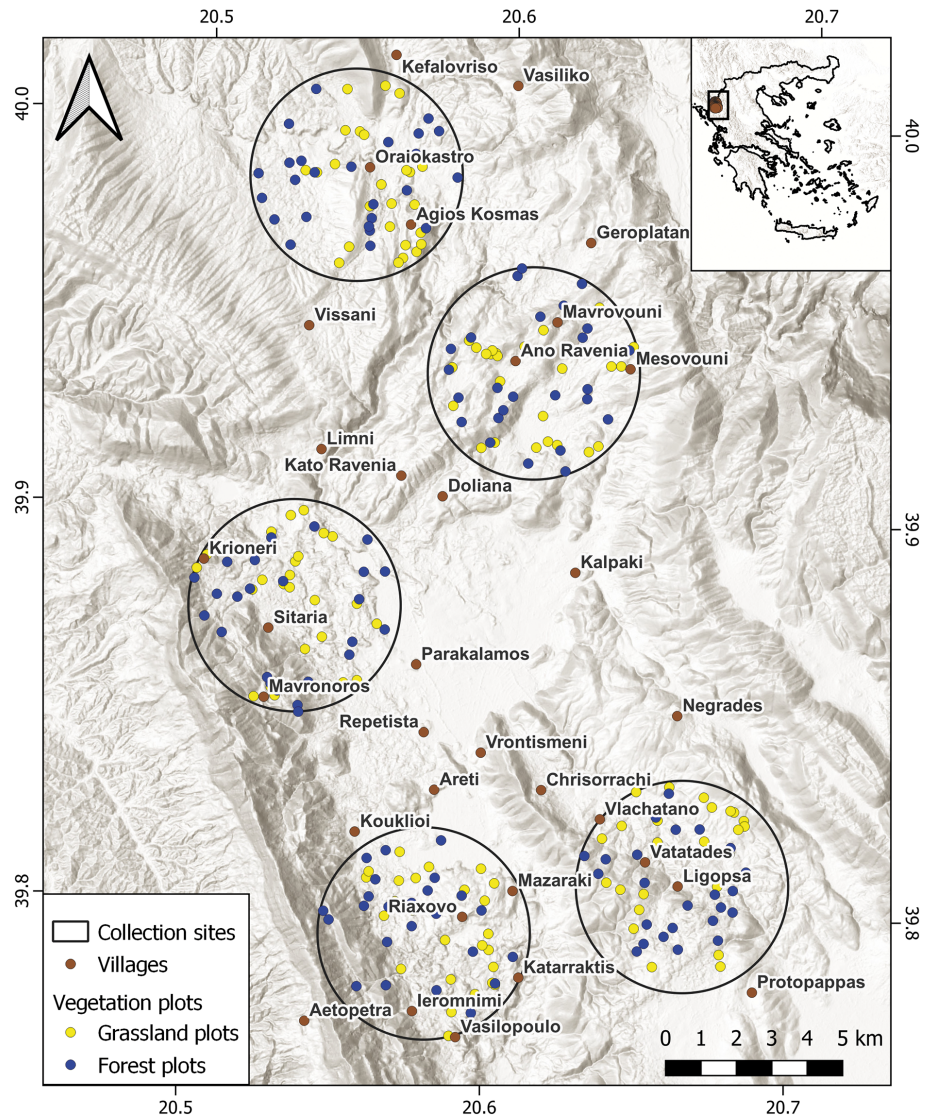 20.5 20.6 20.7
40.0
40.0
Kefalovriso
Vasiliko
Oraiokastro
Agios Kosmas
Geroplatan
Vissani
Mavrovouni
Ano Ravenia
Mesovouni
Limni
Kato Ravenia
Doliana
39.9
39.9
Krioneri
Kalpaki
Sitaria
Parakalamos
Mavronoros
Negrades
Repetista
Vrontismeni
Areti
Chrisorrachi
Vlachatano
Kouklioi
Vatatades
Ligopsa
Mazaraki
39.8
39.8
Riaxovo
Katarraktis
Protopappas
Ieromnimi
Aetopetra
Vasilopoulo
Collection sites
Villages
Vegetation plots
Grassland plots
Forest plots
0 1 2 3 4 5 km
20.5 20.6 20.7